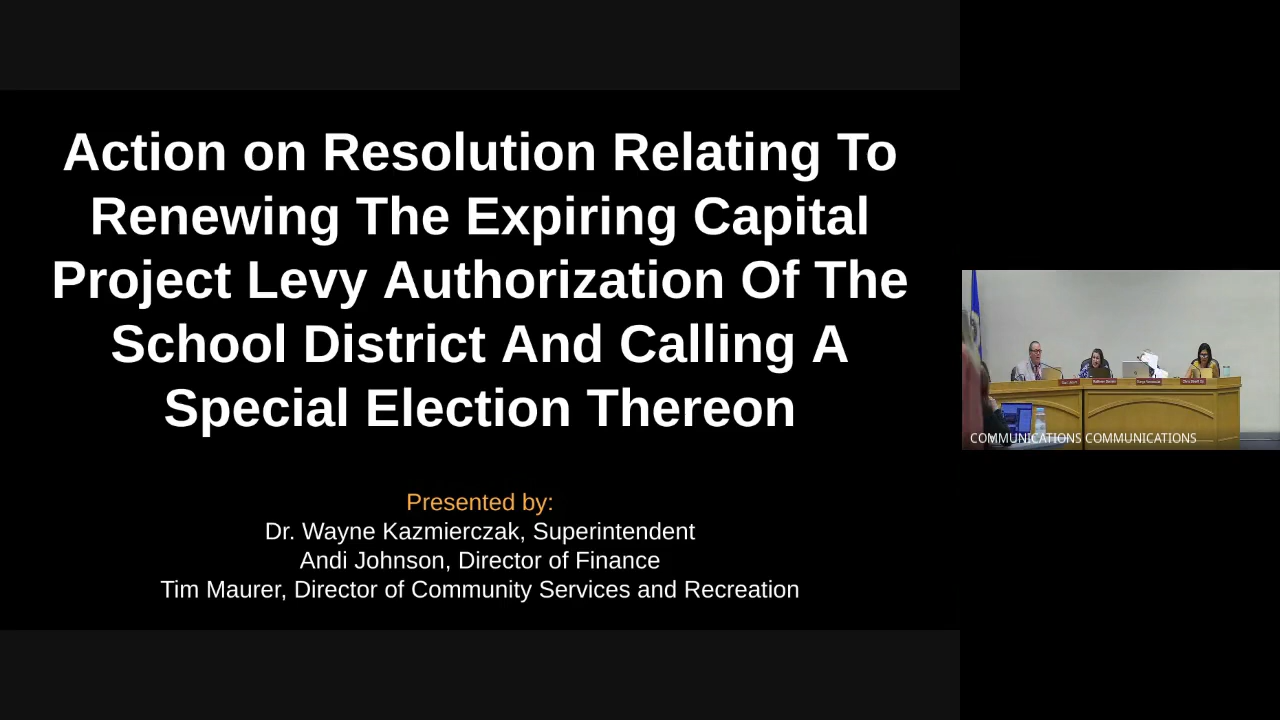 Action on Resolution Relating To
Renewing The Expiring Capital
Project Levy Authorization Of The
School District And Calling A
Special Election Thereon
Presented by:
Dr. Wayne Kazmierczak, Superintendent
Andi Johnson, Director of Finance
Tim Maurer, Director of Community Services and Recreation
COMMUNICATIONS COMMUNICATIONS